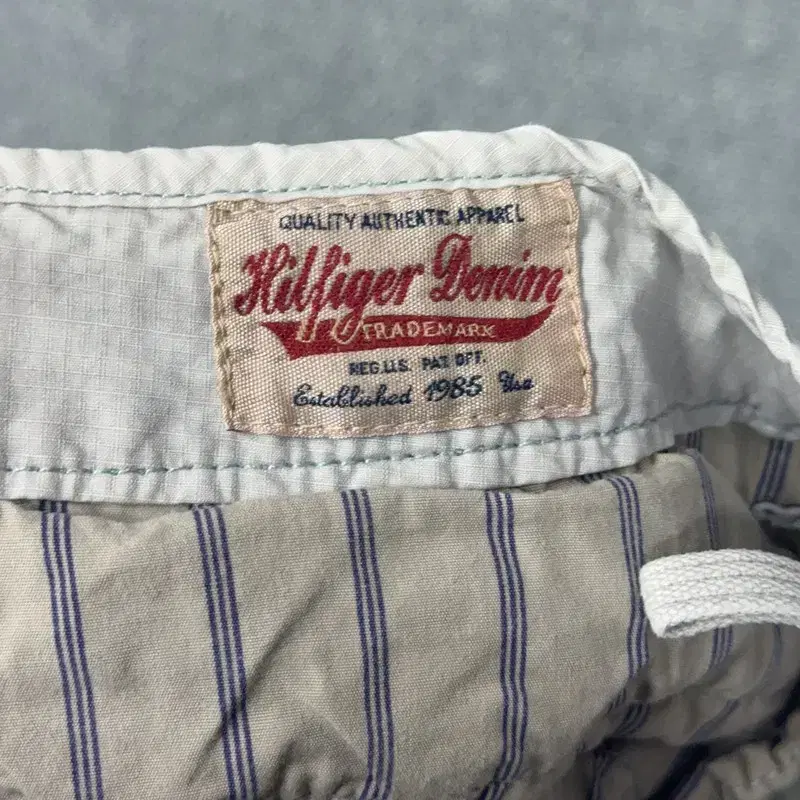 QUALITY AUTHENTIC APPAREL
Hilfiger Denim
TRADEMARK
REG.U.S. PAT. OFF.
Established 1985 Usa